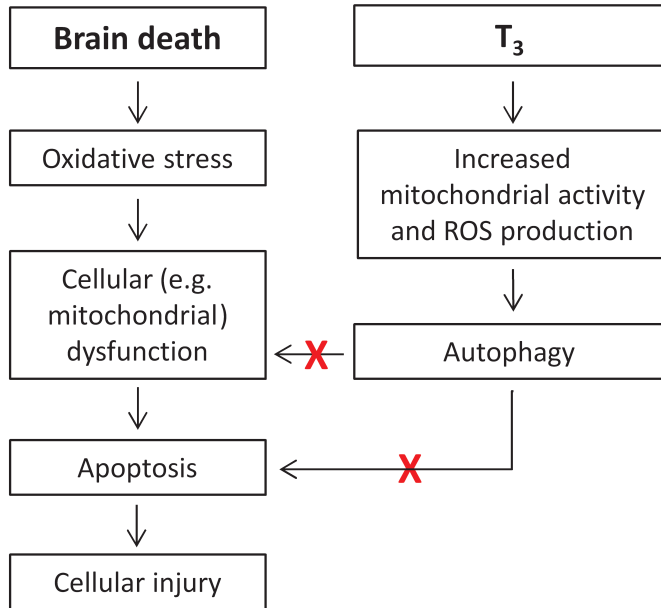 Brain death
Oxidative stress
Cellular (e.g.
mitochondrial)
dysfunction
Apoptosis
Cellular injury
T₃
Increased
mitochondrial activity
and ROS production
Autophagy
X
X